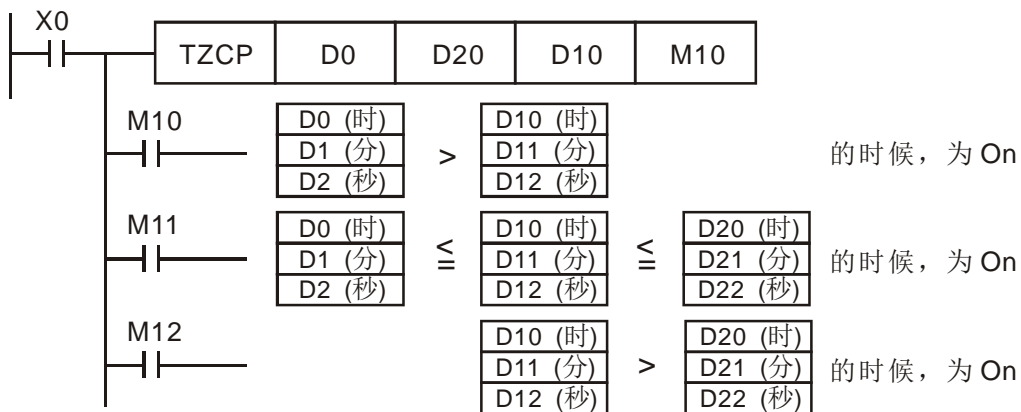 X0
TZCP D0 D20 D10 M10
M10
D0 (时) D10 (时)
D1 (分) > D11 (分) 的时候，为 On
D2 (秒) D12 (秒)
M11
D0 (时) D10 (时) D20 (时)
D1 (分) ≦ D11 (分) ≦ D21 (分) 的时候，为 On
D2 (秒) D12 (秒) D22 (秒)
M12
D10 (时) D20 (时)
D11 (分) > D21 (分) 的时候，为 On
D12 (秒) D22 (秒)